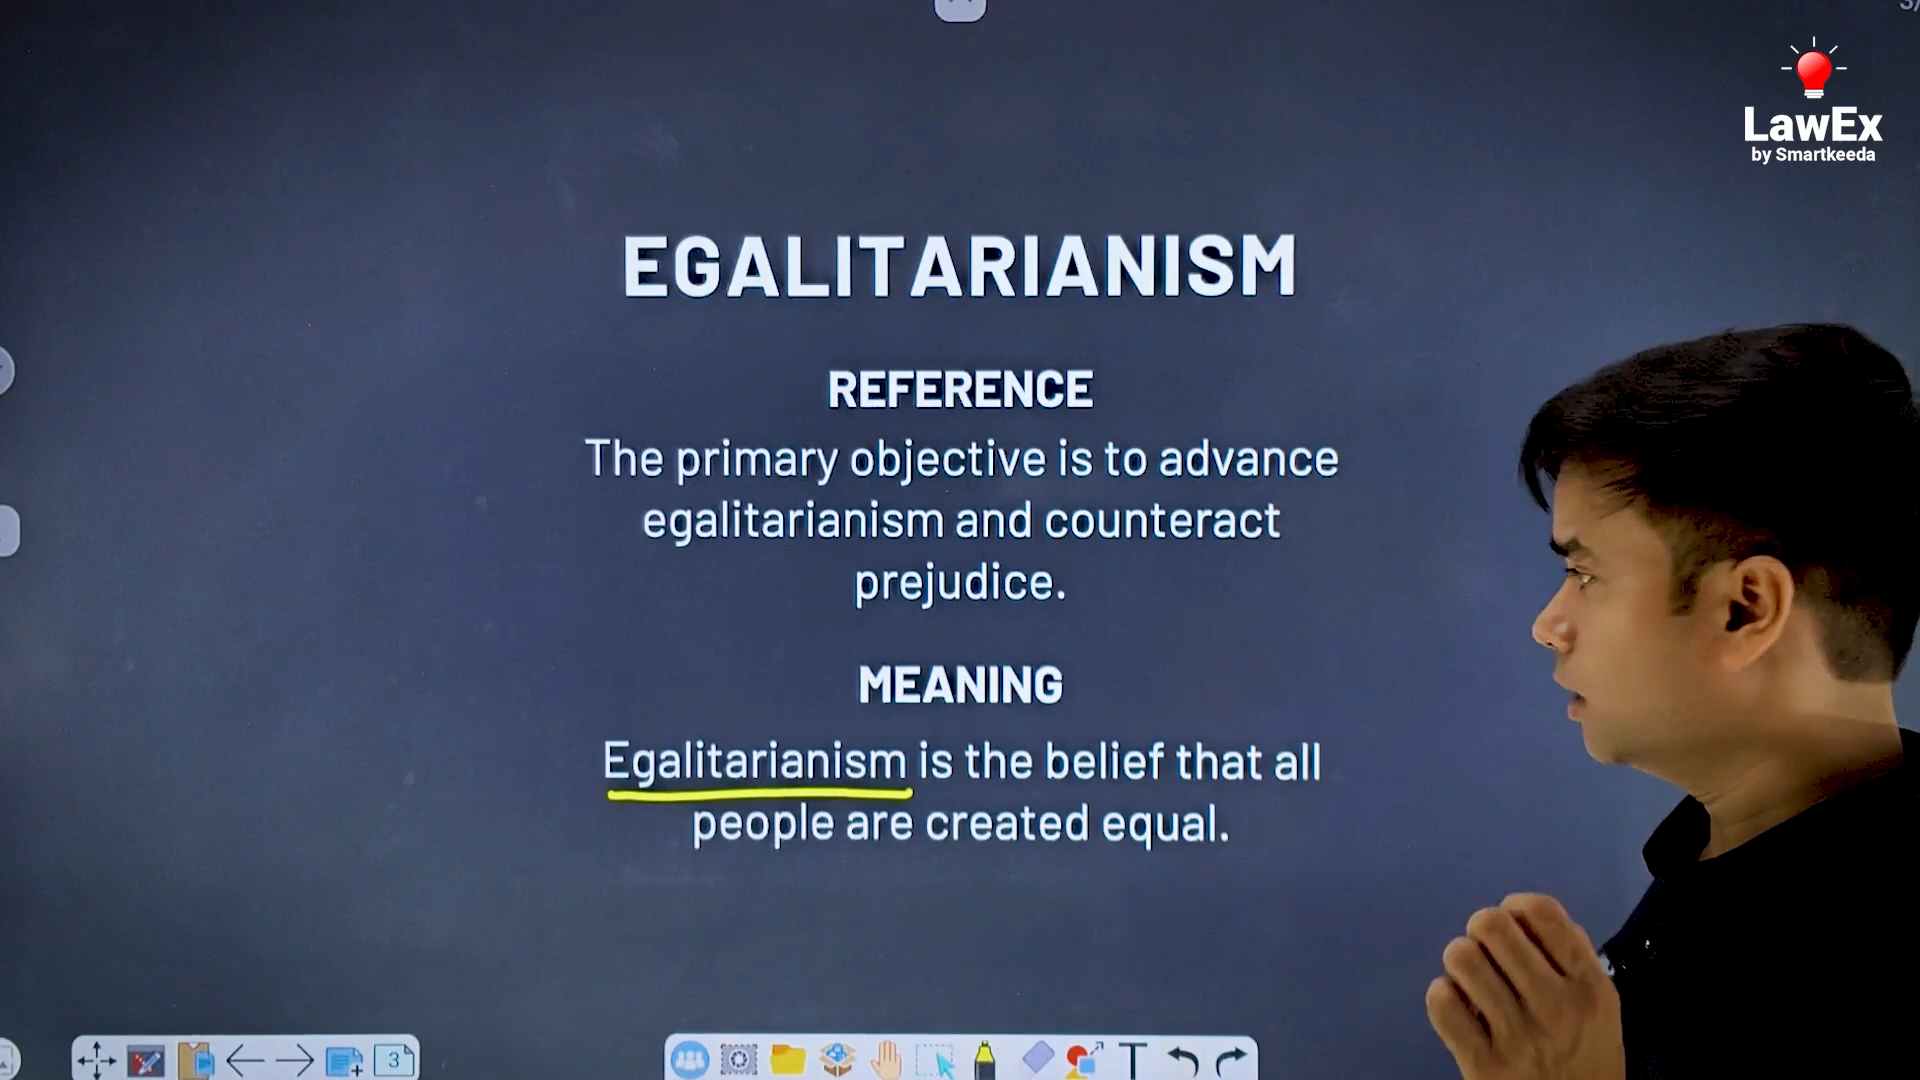 LawEx
by Smartkeeda
EGALITARIANISM
REFERENCE
The primary objective is to advance
egalitarianism and counteract
prejudice.
MEANING
Egalitarianism is the belief that all
people are created equal.
3